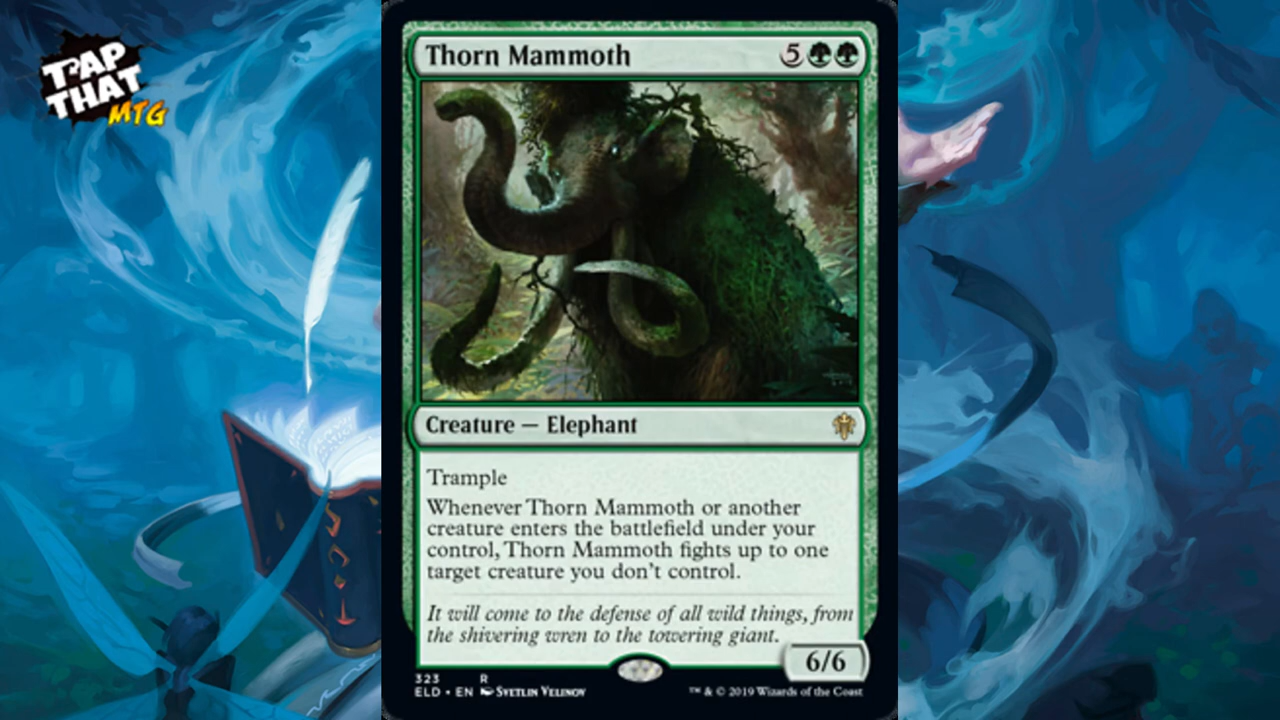 TRAP
THAT
MTG
Thorn Mammoth 5
Creature — Elephant
Trample
Whenever Thorn Mammoth or another
creature enters the battlefield under your
control, Thorn Mammoth fights up to one
target creature you don't control.
It will come to the defense of all wild things, from
the shivering wren to the towering giant.
6/6
323 R
ELD • EN Svetlin Velinov ™ & © 2019 Wizards of the Coast